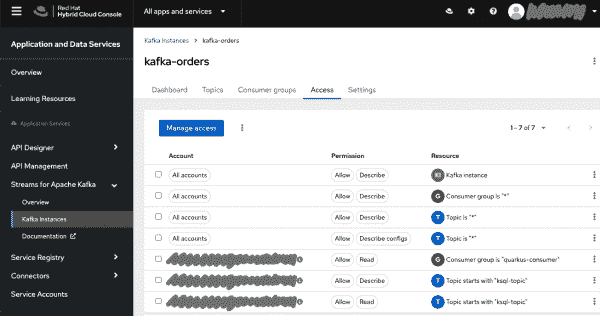 Red Hat
Hybrid Cloud Console
All apps and services
Application and Data Services
Overview
Learning Resources
Application Services
API Designer
API Management
Streams for Apache Kafka
Overview
Kafka Instances
Documentation
Service Registry
Connectors
Service Accounts
Kafka Instances > kafka-orders
kafka-orders
Dashboard Topics Consumer groups Access Settings
Manage access
1 - 7 of 7
Account Permission Resource
All accounts Allow Describe KI Kafka instance
All accounts Allow Describe G Consumer group is "*"
All accounts Allow Describe T Topic is "*"
All accounts Allow Describe configs T Topic is "*"
Allow Read G Consumer group is "quarkus-consumer"
Allow Describe T Topic starts with "ksql-topic"
Allow Read T Topic starts with "ksql-topic"